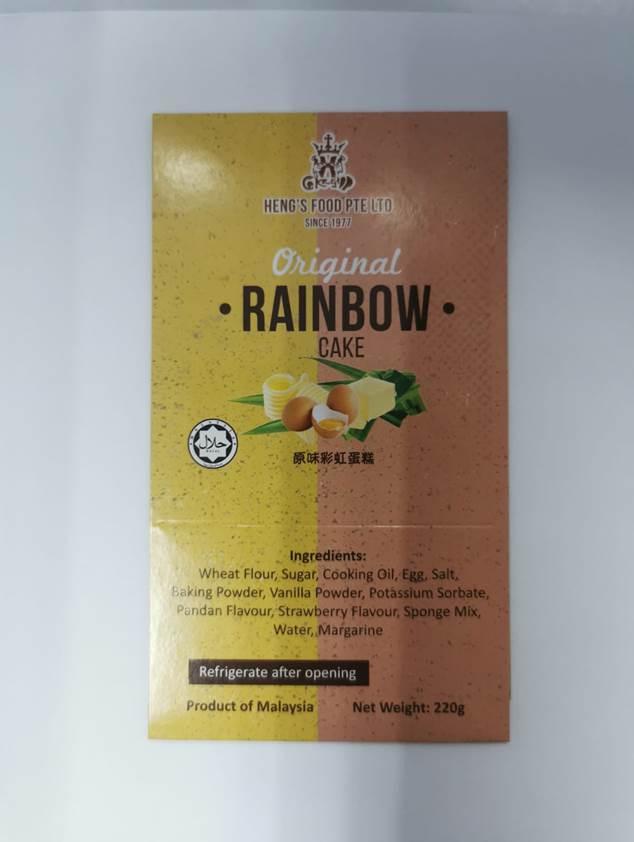 HENG'S FOOD PTE LTD
SINCE 1977
Original
• RAINBOW •
CAKE
حلال
原味彩虹蛋糕
Ingredients:
Wheat Flour, Sugar, Cooking Oil, Egg, Salt,
Baking Powder, Vanilla Powder, Potassium Sorbate,
Pandan Flavour, Strawberry Flavour, Sponge Mix,
Water, Margarine
Refrigerate after opening
Product of Malaysia Net Weight: 220g